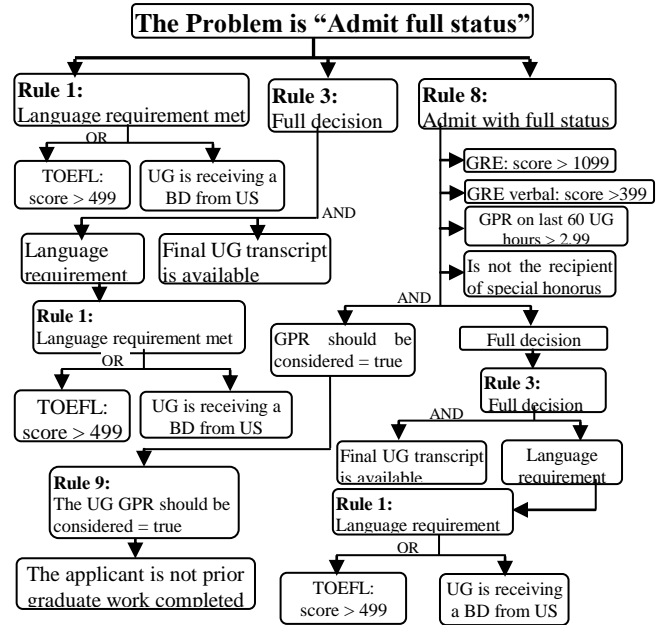 The Problem is “Admit full status”
Rule 1:
Language requirement met
OR
TOEFL:
score > 499
UG is receiving a
BD from US
Rule 3:
Full decision
AND
Language
requirement
Final UG transcript
is available
Rule 1:
Language requirement met
OR
TOEFL:
score > 499
UG is receiving a
BD from US
Rule 8:
Admit with full status
GRE: score > 1099
GRE verbal: score >399
GPR on last 60 UG
hours > 2.99
Is not the recipient
of special honorus
AND
GPR should be
considered = true
Full decision
Rule 3:
Full decision
AND
Final UG transcript
is available
Language
requirement
Rule 1:
Language requirement
OR
TOEFL:
score > 499
UG is receiving
a BD from US
Rule 9:
The UG GPR should be
considered = true
The applicant is not prior
graduate work completed